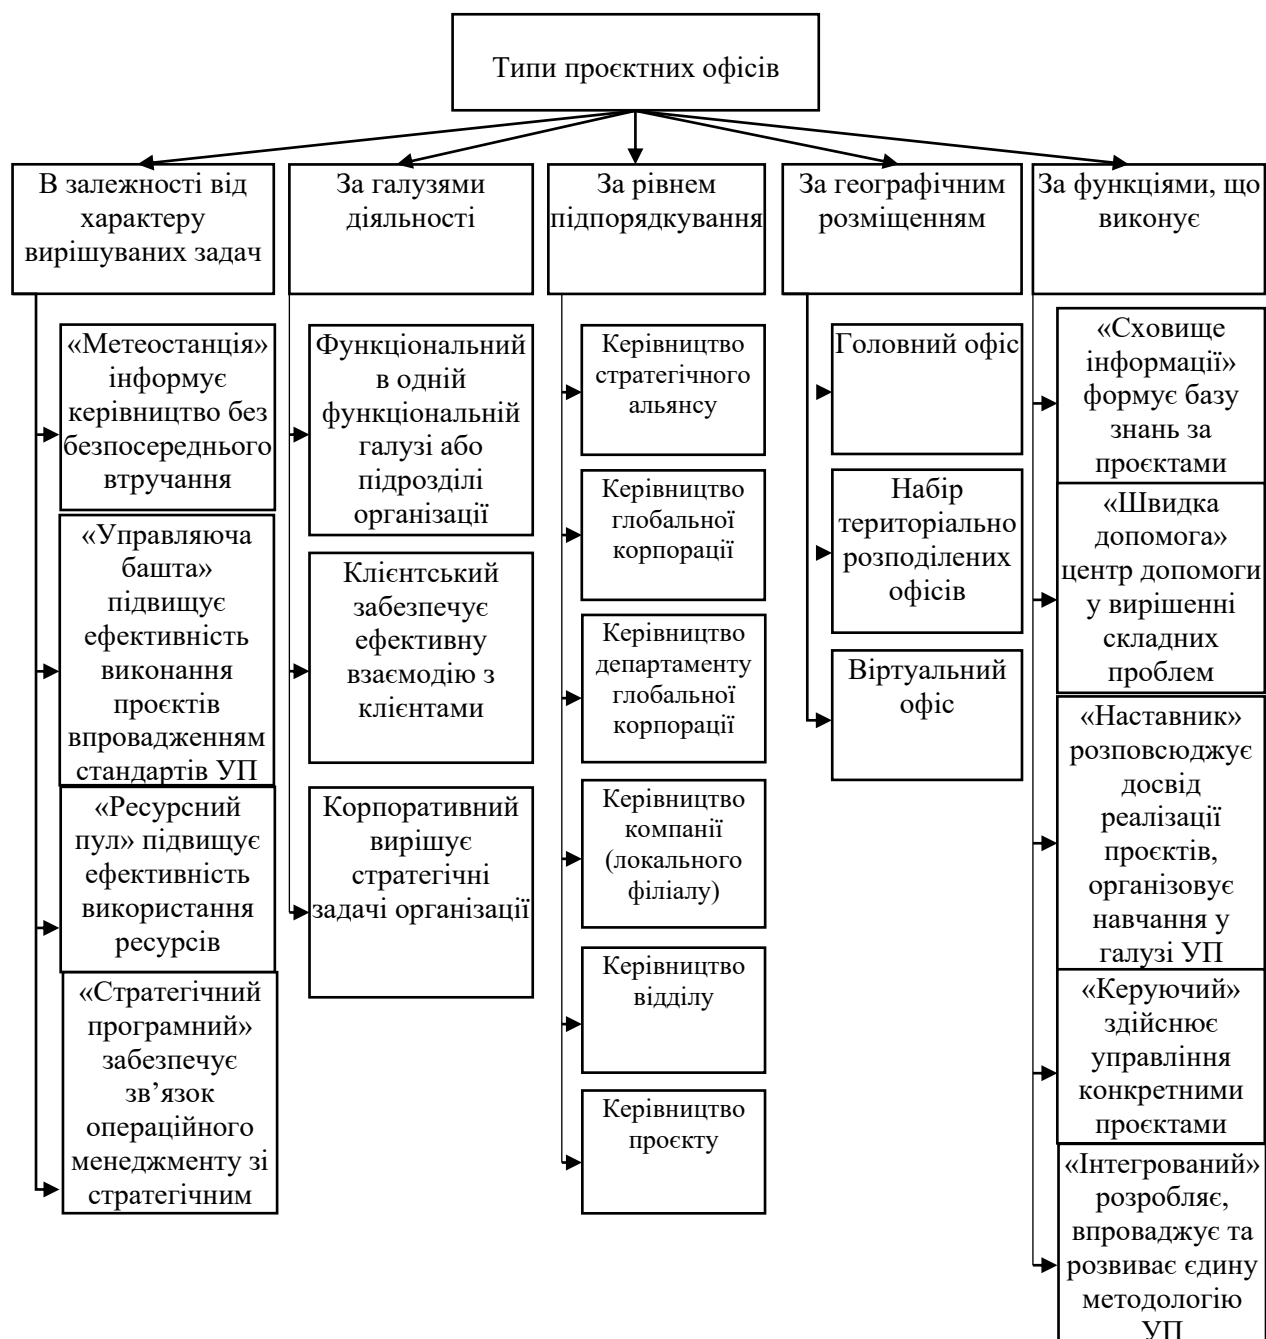 Типи проєктних офісів
В залежності від
характеру
вирішуваних задач
«Метеостанція»
інформує
керівництво без
безпосереднього
втручання
«Управляюча
башта»
підвищує
ефективність
виконання
проєктів
впровадженням
стандартів УП
«Ресурсний
пул» підвищує
ефективність
використання
ресурсів
«Стратегічний
програмний»
забезпечує
зв’язок
операційного
менеджменту зі
стратегічним
За галузями
діяльності
Функціональний
в одній
функціональній
галузі або
підрозділі
організації
Клієнтський
забезпечує
ефективну
взаємодію з
клієнтами
Корпоративний
вирішує
стратегічні
задачі організації
За рівнем
підпорядкування
Керівництво
стратегічного
альянсу
Керівництво
глобальної
корпорації
Керівництво
департаменту
глобальної
корпорації
Керівництво
компанії
(локального
філіалу)
Керівництво
відділу
Керівництво
проєкту
За географічним
розміщенням
Головний офіс
Набір
територіально
розподілених
офісів
Віртуальний
офіс
За функціями, що
виконує
«Сховище
інформації»
формує базу
знань за
проєктами
«Швидка
допомога»
центр допомоги
у вирішенні
складних
проблем
«Наставник»
розповсюджує
досвід
реалізації
проєктів,
організовує
навчання у
галузі УП
«Керуючий»
здійснює
управління
конкретними
проєктами
«Інтегрований»
розробляє,
впроваджує та
розвиває єдину
методологію
УП